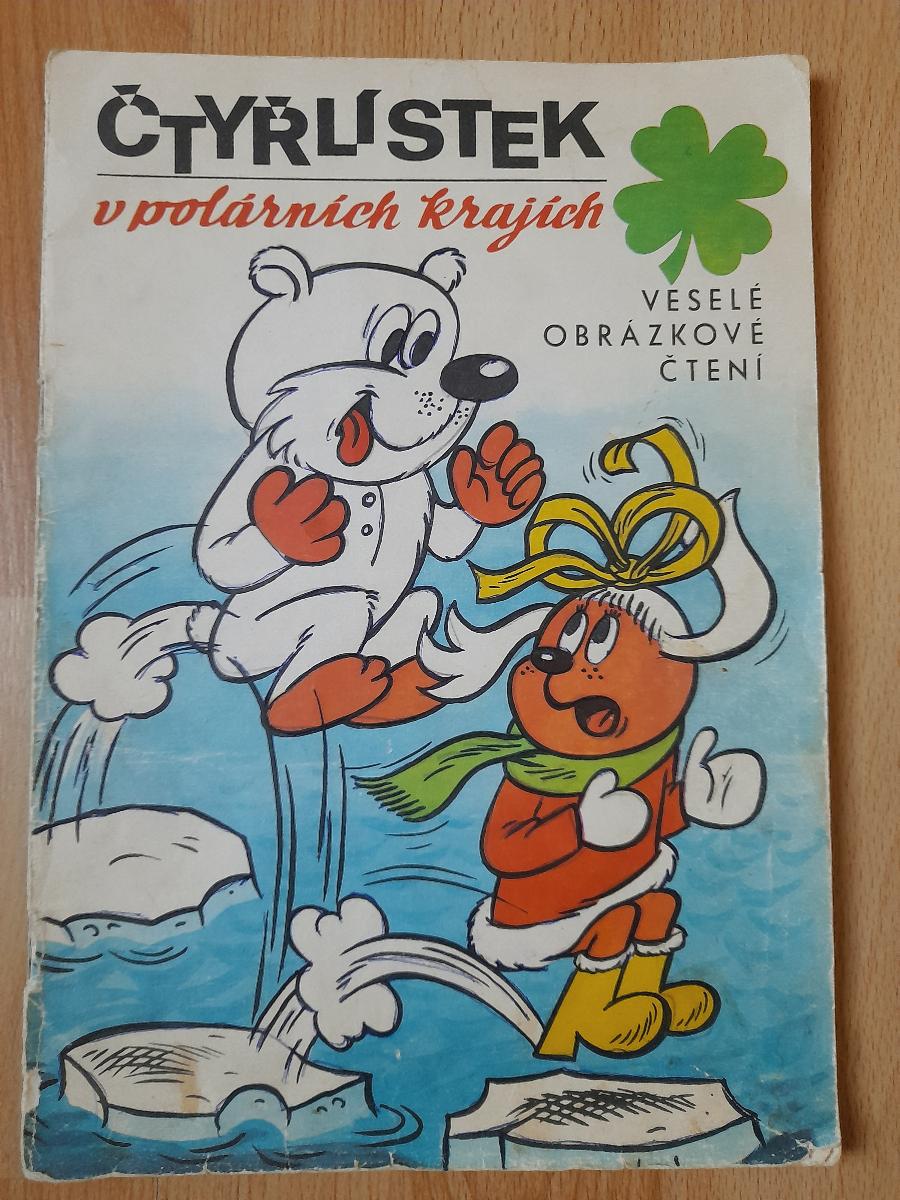 ČTYŘLÍSTEK
v polárních krajích
VESELÉ
OBRÁZKOVÉ
ČTENÍ